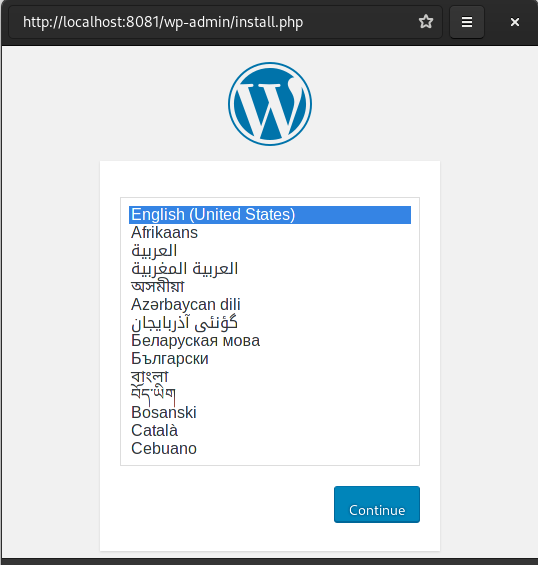 http://localhost:8081/wp-admin/install.php
English (United States)
Afrikaans
العربية
العربية المغربية
অসমীয়া
Azərbaycan dili
گؤنئی آذربایجان
Беларуская мова
Български
বাংলা
བོད་ཡིག
Bosanski
Català
Cebuano
Continue